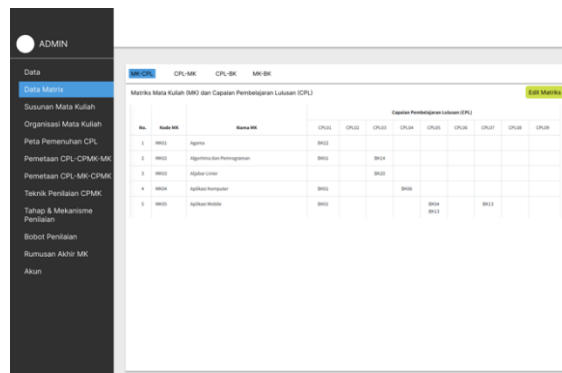 ADMIN
Data
Data Matrix
Susunan Mata Kuliah
Organisasi Mata Kuliah
Peta Pemenuhan CPL
Pemetaan CPL-CPMK-MK
Pemetaan CPL-MK-CPMK
Teknik Penilaian CPMK
Tahap & Mekanisme
Penilaian
Bobot Penilaian
Rumusan Akhir MK
Akun
MK-CPL CPL-MK CPL-BK MK-BK
Matriks Mata Kuliah (MK) dan Capaian Pembelajaran Lulusan (CPL) Edit Matriks
Capaian Pembelajaran Lulusan (CPL)
No. Kode MK Nama MK CPL01 CPL02 CPL03 CPL04 CPL05 CPL06 CPL07 CPL08 CPL09
1 MK01 Agama BK22
2 MK02 Algoritma dan Pemrograman BK01 BK14
3 MK03 Aljabar Linier BK20
4 MK04 Aplikasi Komputer BK01 BK06
5 MK05 Aplikasi Mobile BK01 BK04 BK13
BK13